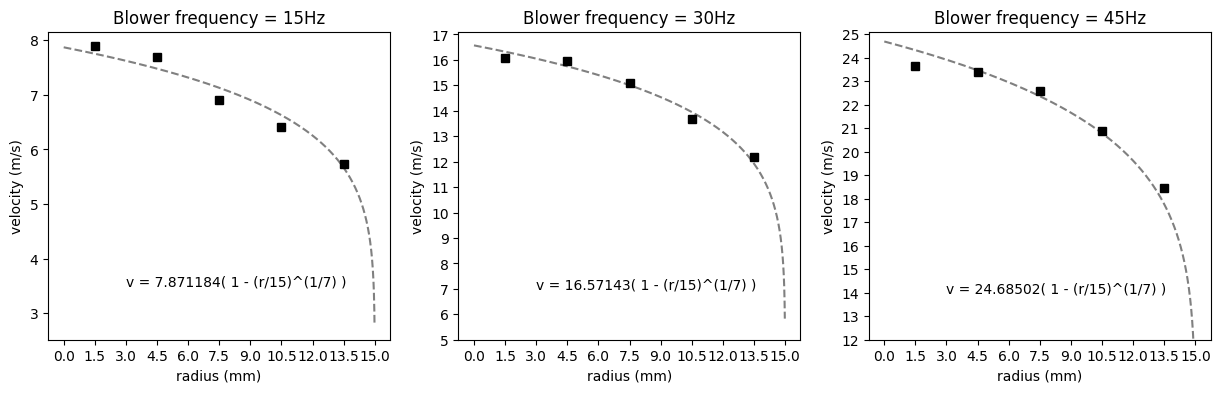 Blower frequency = 15Hz
8
7
6
5
4
3
velocity (m/s)
v = 7.871184( 1 - (r/15)^(1/7) )
0.0 1.5 3.0 4.5 6.0 7.5 9.0 10.5 12.0 13.5 15.0
radius (mm)
Blower frequency = 30Hz
17
16
15
14
13
12
11
10
9
8
7
6
5
velocity (m/s)
v = 16.57143( 1 - (r/15)^(1/7) )
0.0 1.5 3.0 4.5 6.0 7.5 9.0 10.5 12.0 13.5 15.0
radius (mm)
Blower frequency = 45Hz
25
24
23
22
21
20
19
18
17
16
15
14
13
12
velocity (m/s)
v = 24.68502( 1 - (r/15)^(1/7) )
0.0 1.5 3.0 4.5 6.0 7.5 9.0 10.5 12.0 13.5 15.0
radius (mm)